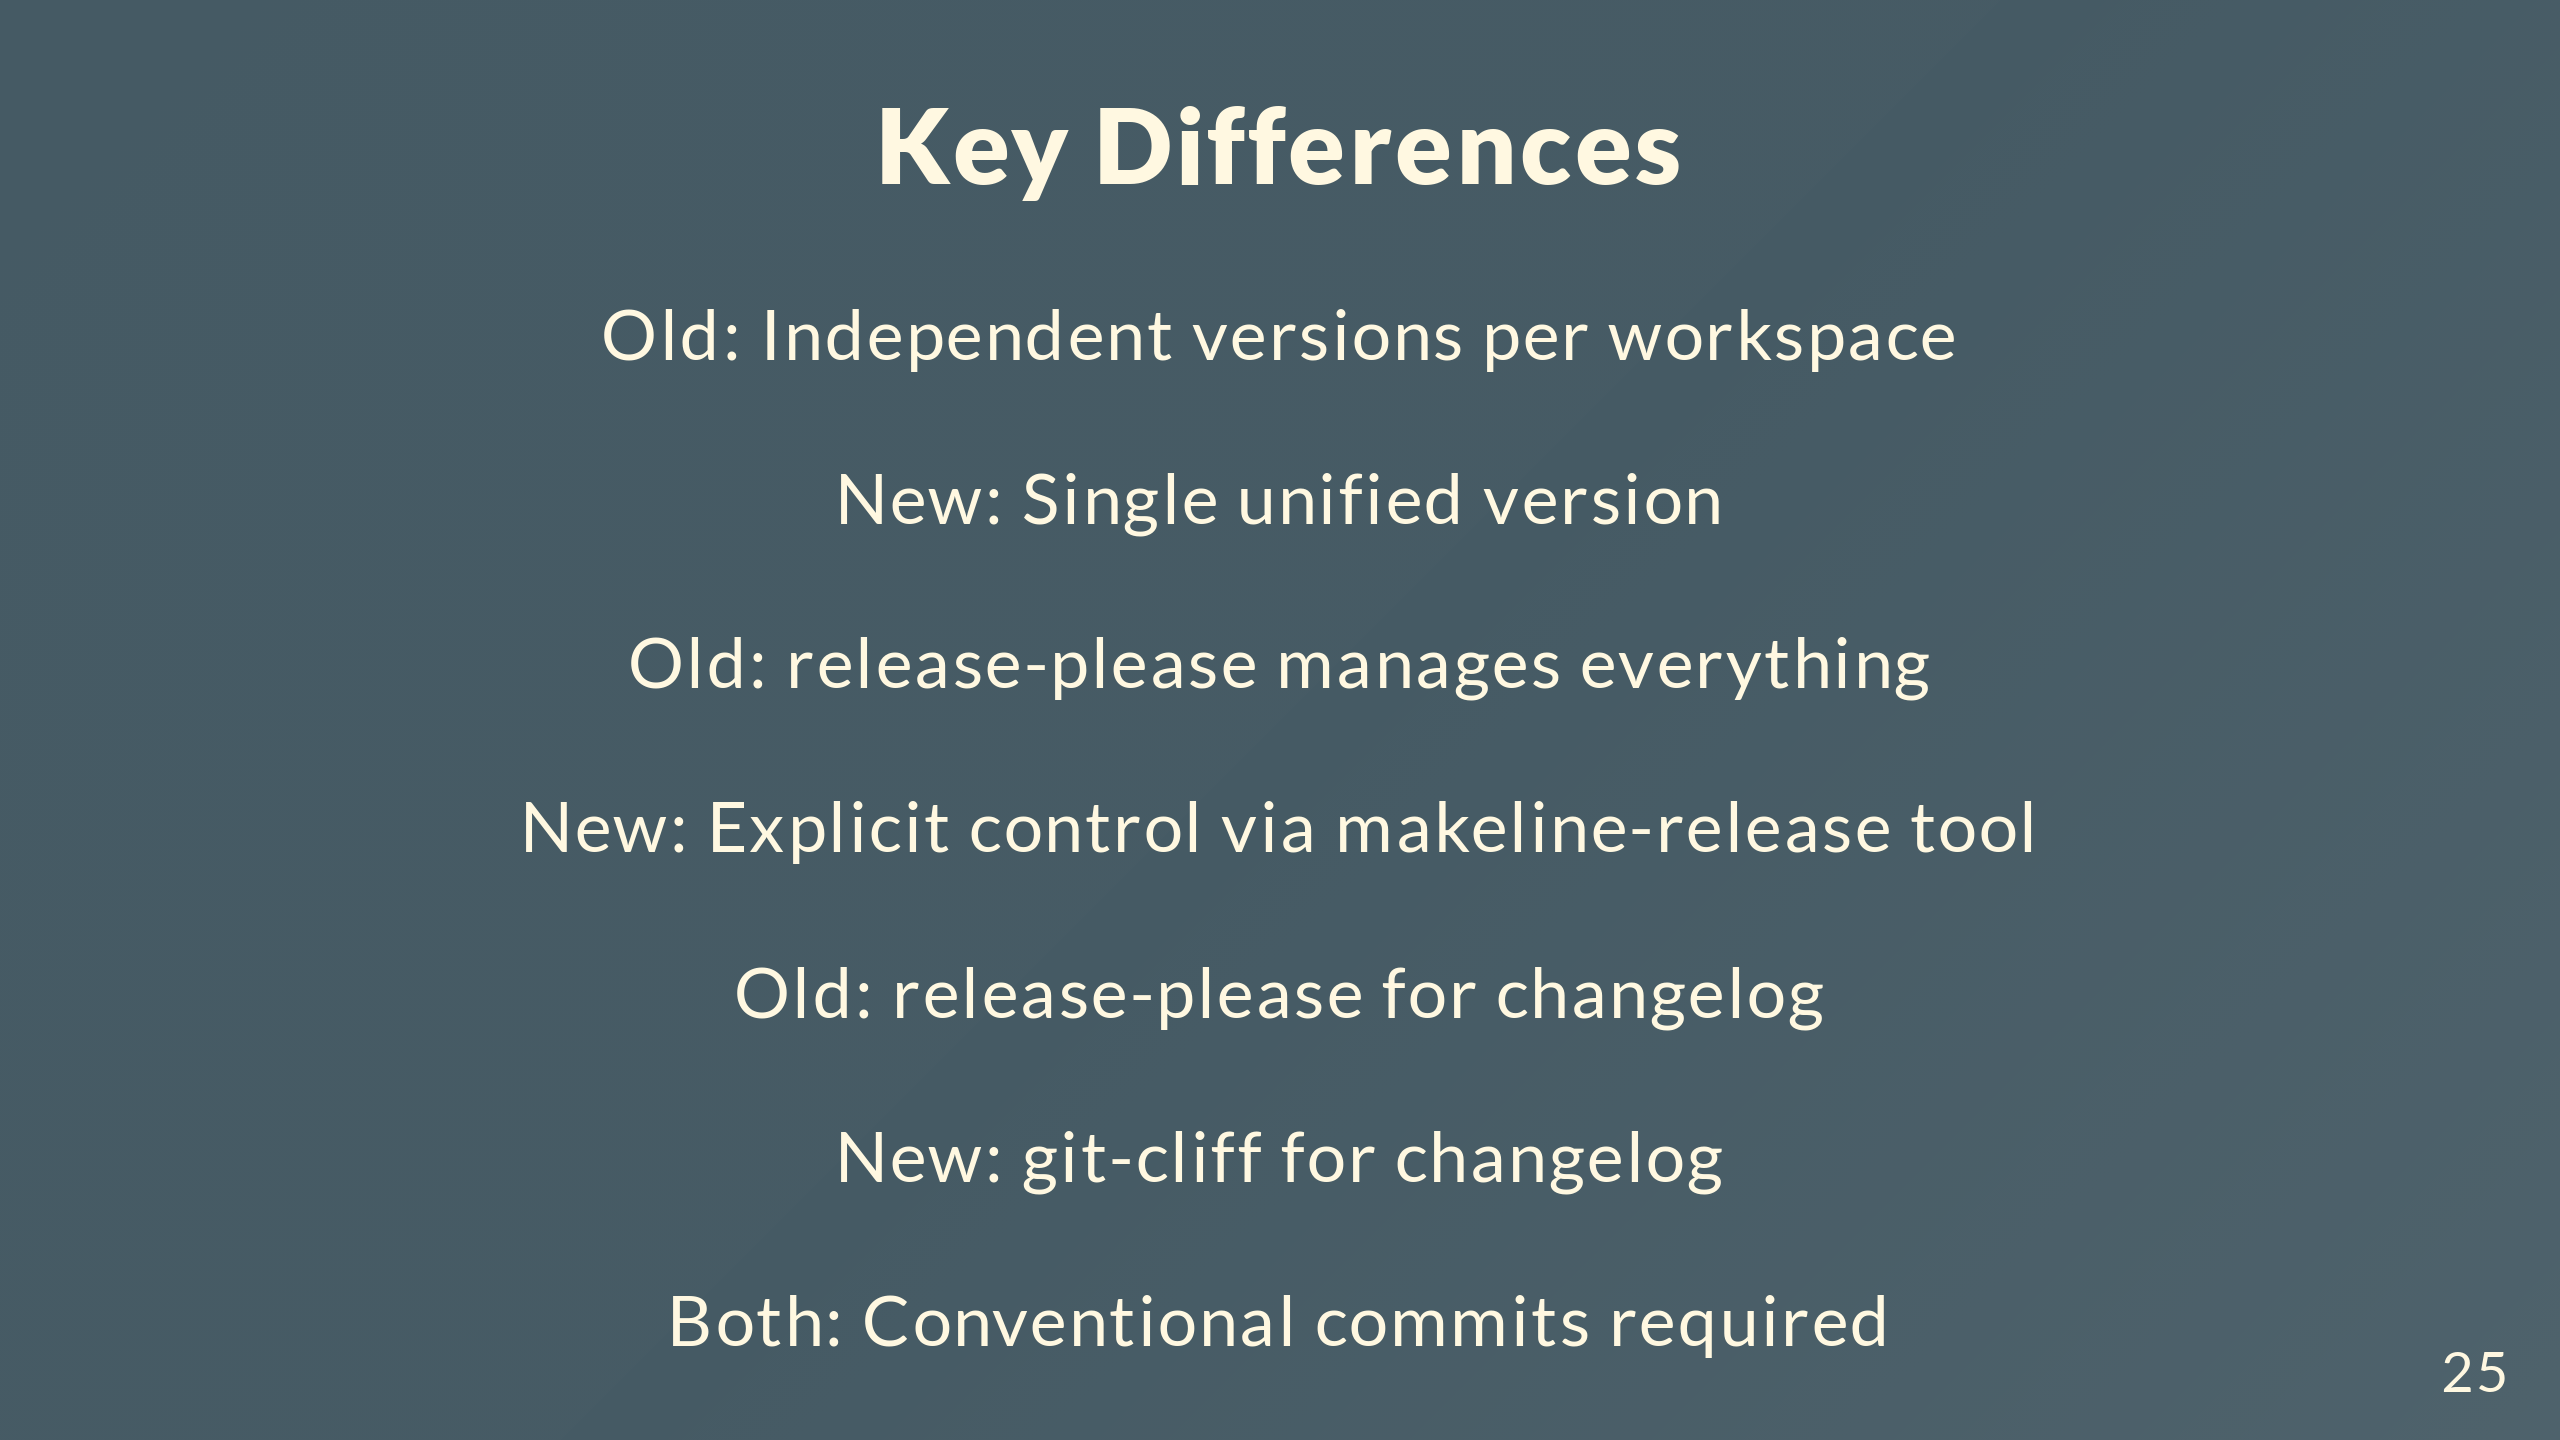 Key Differences
Old: Independent versions per workspace
New: Single unified version
Old: release-please manages everything
New: Explicit control via makeline-release tool
Old: release-please for changelog
New: git-cliff for changelog
Both: Conventional commits required
25